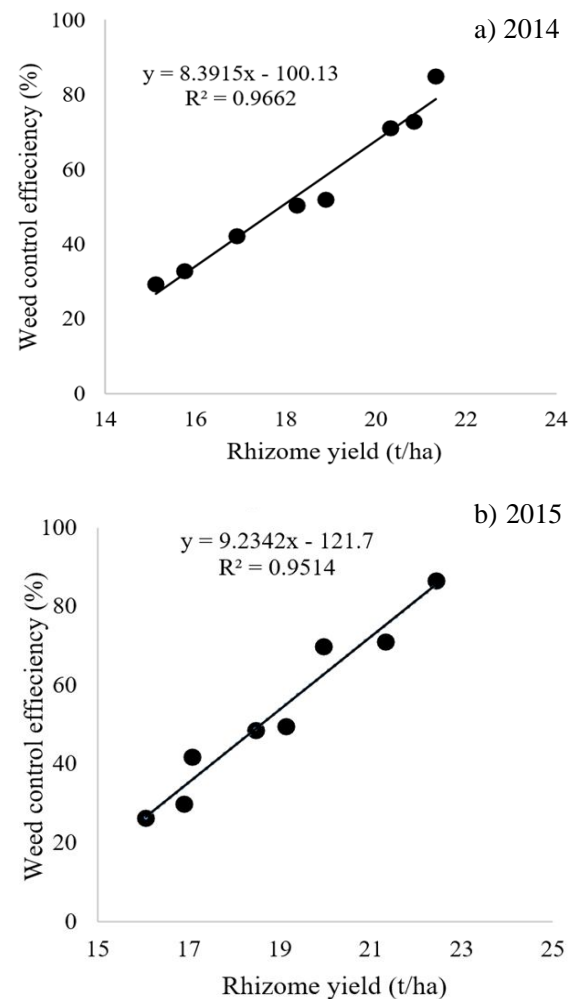 a) 2014
y = 8.3915x - 100.13
R² = 0.9662
100
80
60
40
20
0
Weed control effieciency (%)
14 16 18 20 22 24
Rhizome yield (t/ha)
b) 2015
y = 9.2342x - 121.7
R² = 0.9514
100
80
60
40
20
0
Weed control effieciency (%)
15 17 19 21 23 25
Rhizome yield (t/ha)